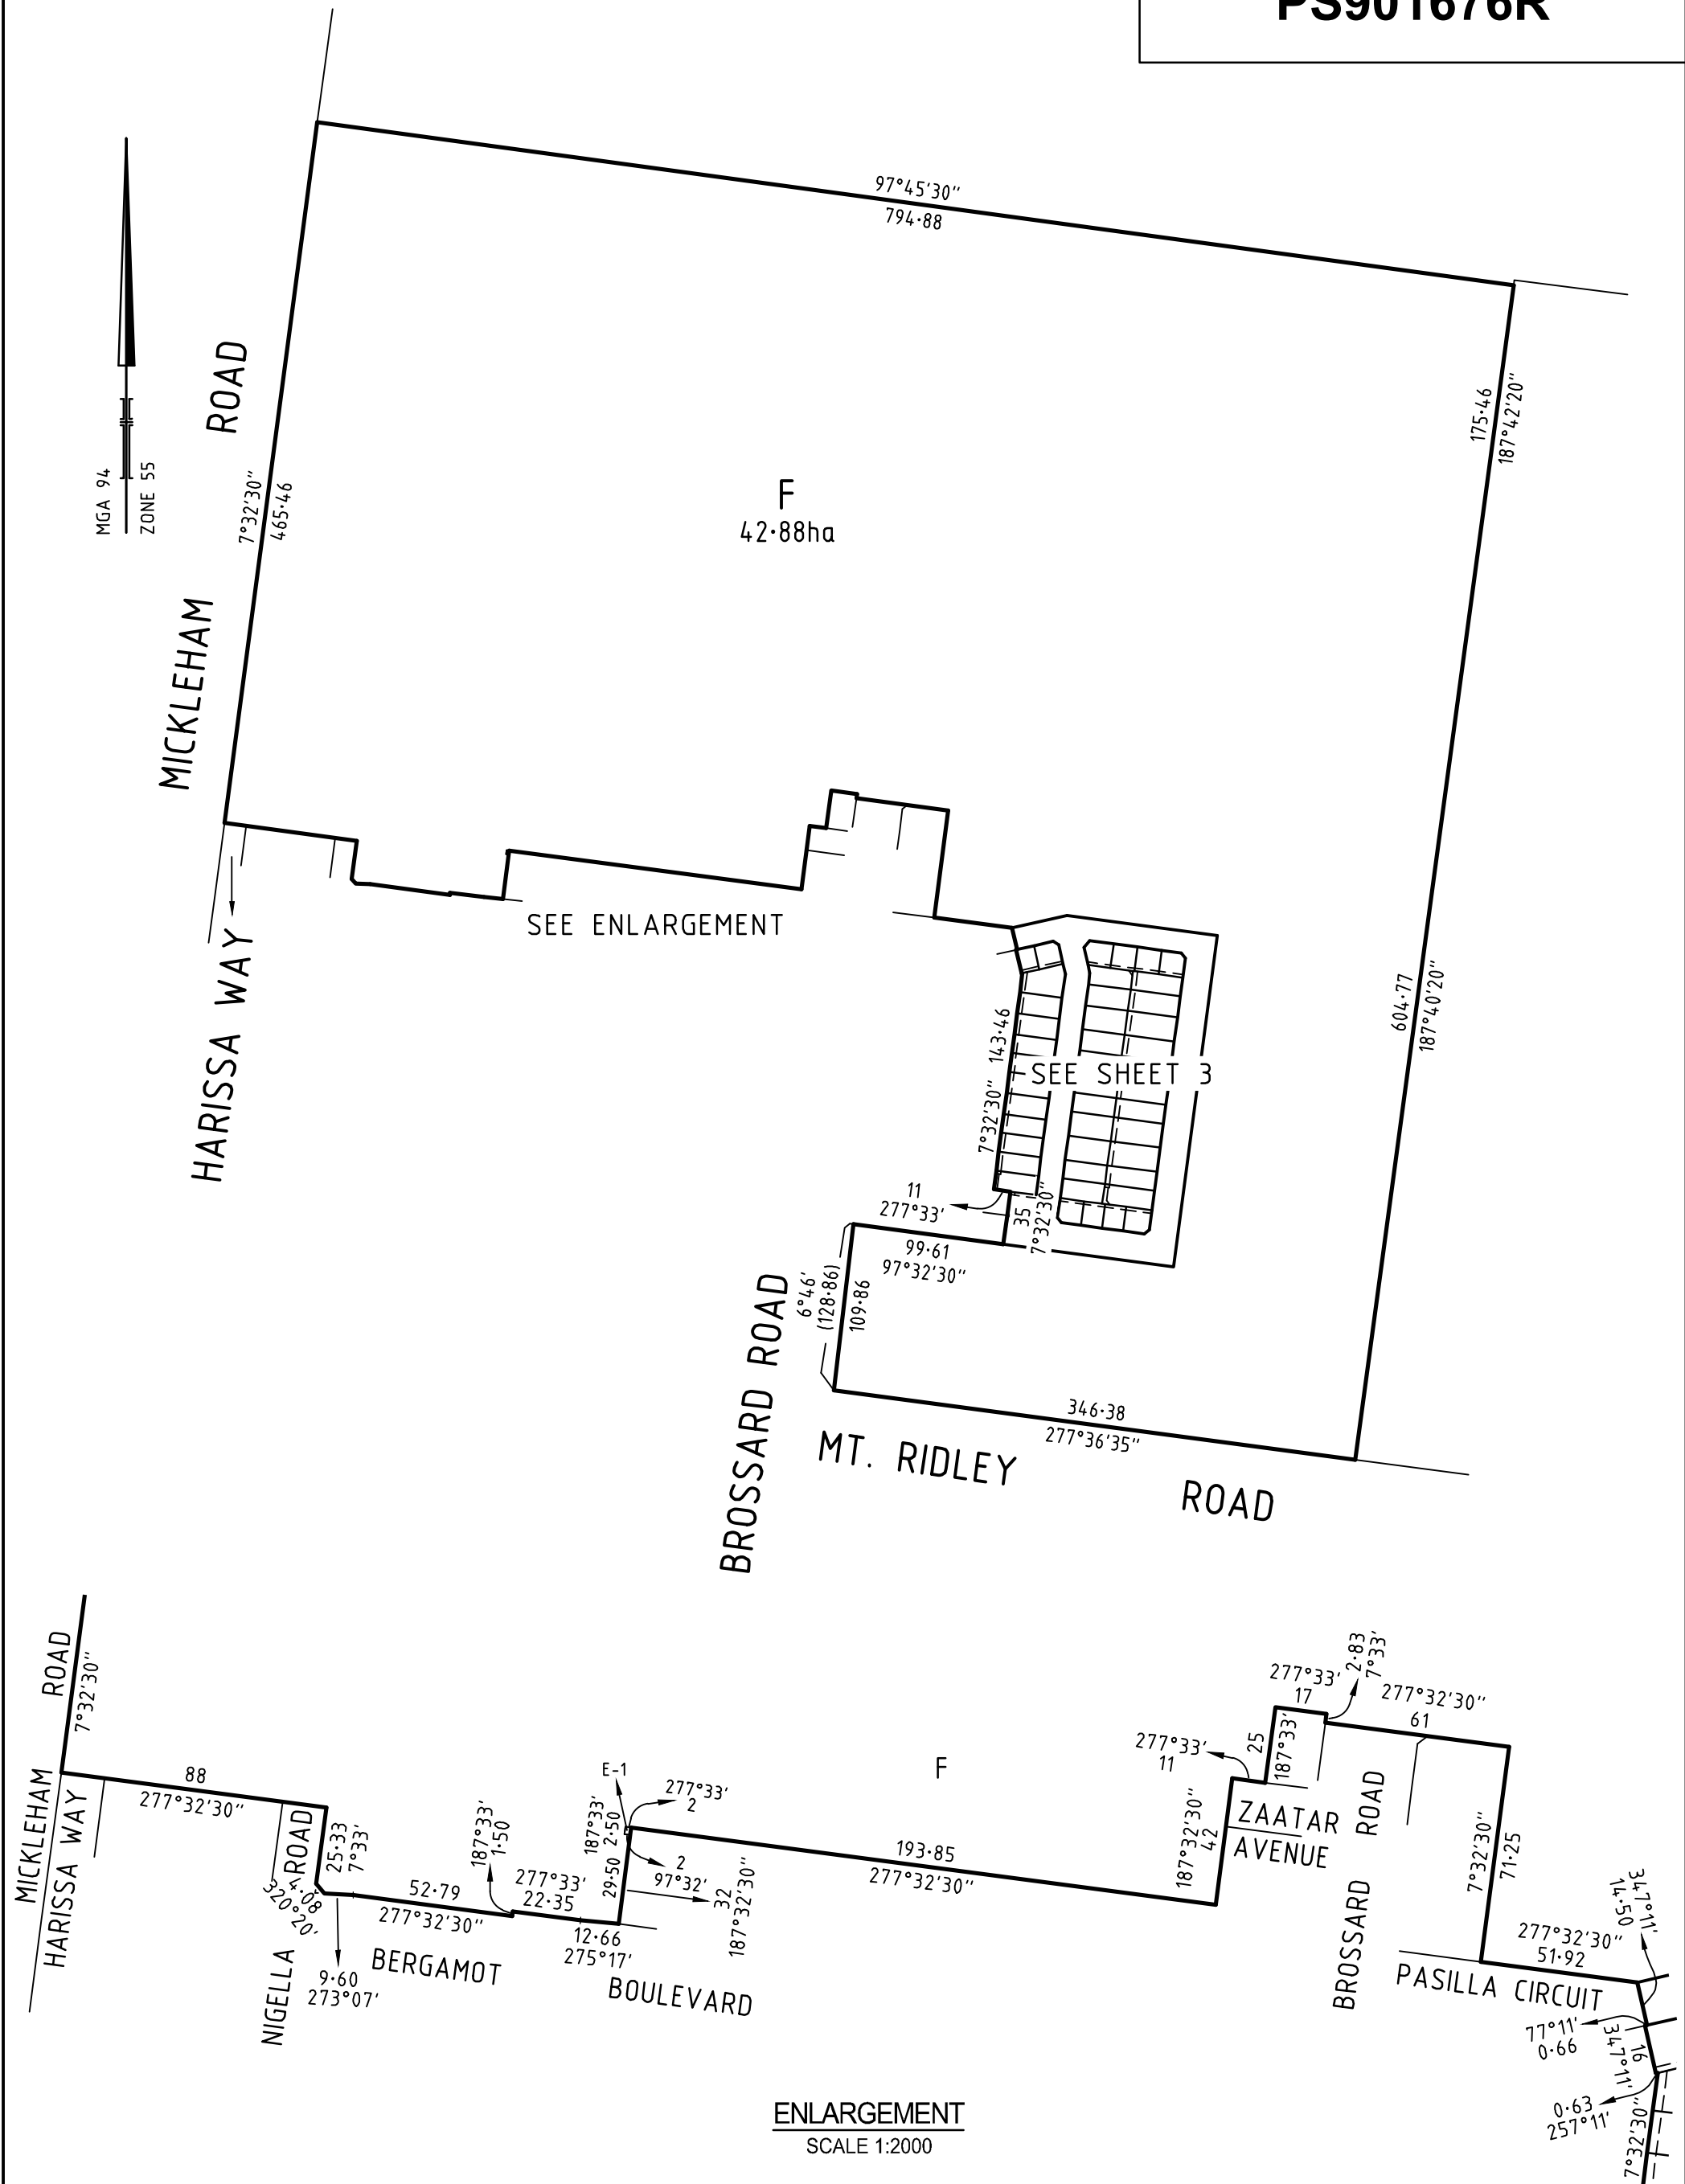 PS901676R
97°45'30"
794·88
MGA 94
ZONE 55
ROAD
MICKLEHAM
7°32'30"
465·46
F
42·88ha
175·46
187°42'20"
SEE ENLARGEMENT
HARISSA WAY
604·77
187°40'20"
7°32'30" 143·46
SEE SHEET 3
11
277°33'
35
7°32'30"
99·61
97°32'30"
6°46'
(128·86)
109·86
BROSSARD ROAD
346·38
277°36'35"
MT. RIDLEY
ROAD
ROAD
7°32'30"
MICKLEHAM
HARISSA WAY
88
277°32'30"
ROAD
NIGELLA
25·33
7°33'
4·08
320°20'
9·60
273°07'
52·79
277°32'30"
BERGAMOT
187°33'
1·50
277°33'
22·35
12·66
275°17'
BOULEVARD
E-1
187°33'
29·50 2·50
277°33'
2
2
97°32'
32
187°32'30"
F
193·85
277°32'30"
187°32'30"
42
277°33'
11
25
187°33'
277°33'
17
2·83
7°33'
277°32'30"
61
ZAATAR
AVENUE
ROAD
BROSSARD
7°32'30"
71·25
277°32'30"
51·92
PASILLA CIRCUIT
347°11'
14·50
77°11'
0·66
347°11'
16
0·63
257°11'
7°32'30"
ENLARGEMENT
SCALE 1:2000